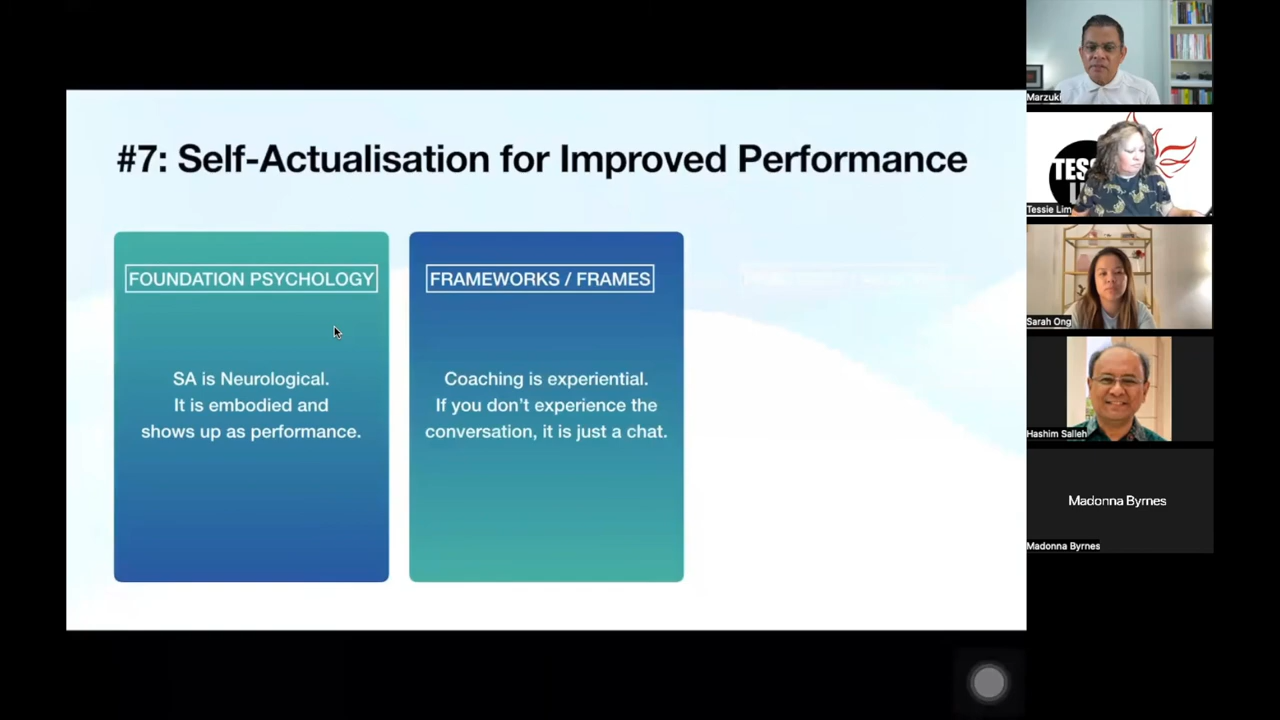 #7: Self-Actualisation for Improved Performance
FOUNDATION PSYCHOLOGY
SA is Neurological.
It is embodied and
shows up as performance.
FRAMEWORKS / FRAMES
Coaching is experiential.
If you don't experience the
conversation, it is just a chat.
Marzuki
TES
Tessie Lim
Sarah Ong
Hashim Salleh
Madonna Byrnes
Madonna Byrnes